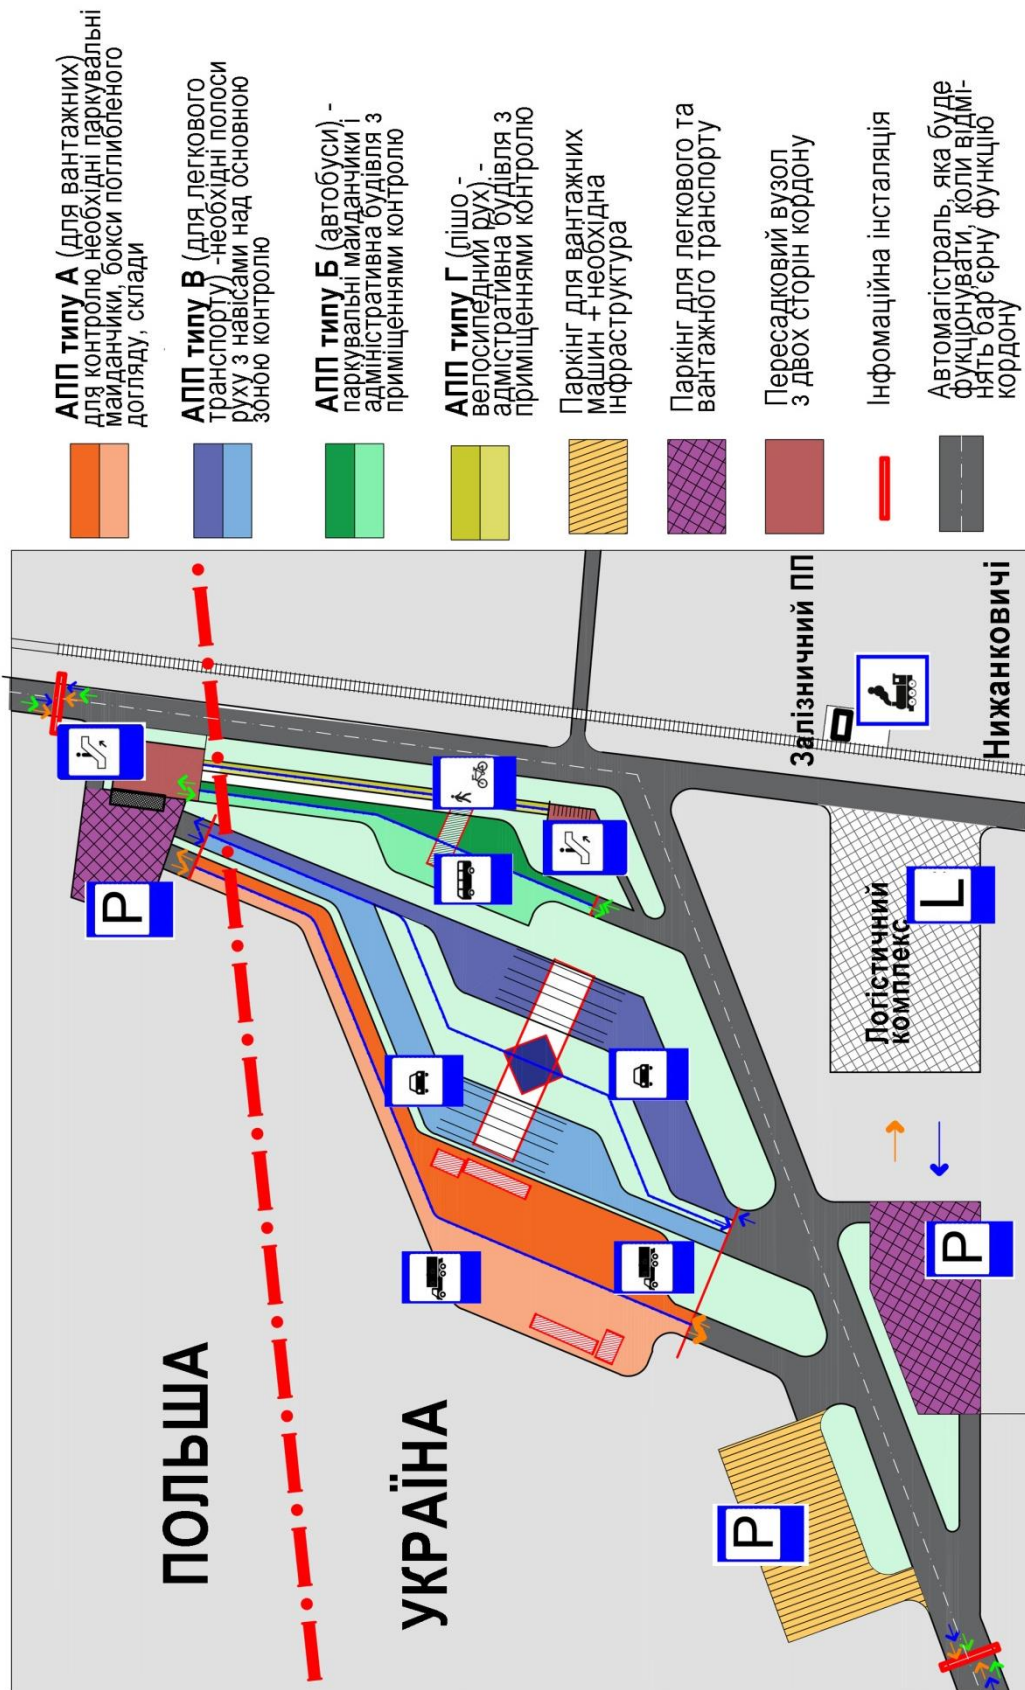 ПОЛЬША
УКРАЇНА
P
P
P
L
Логістичний
комплекс
Залізничний ПП
Нижанковичі
АПП типу А (для вантажних)
для контролю необхідні паркувальні
майданчики, бокси поглибленого
догляду, склади
АПП типу В (для легкового
транспорту) -необхідні полоси
руху з навісами над основною
зоною контролю
АПП типу Б (автобуси) -
паркувальні майданчики і
адміністративна будівля з
приміщеннями контролю
АПП типу Г (пішо -
велосипедний рух) -
адмістративна будівля з
приміщеннями контролю
Паркінг для вантажних
машин + необхідна
інфраструктура
Паркінг для легкового та
вантажного транспорту
Перессадковий вузол
з двох сторін кордону
Інфомаційна інсталяція
Автомагістраль, яка буде
фукціонувати, коли відмі-
нять бар'єрну функцію
кордону